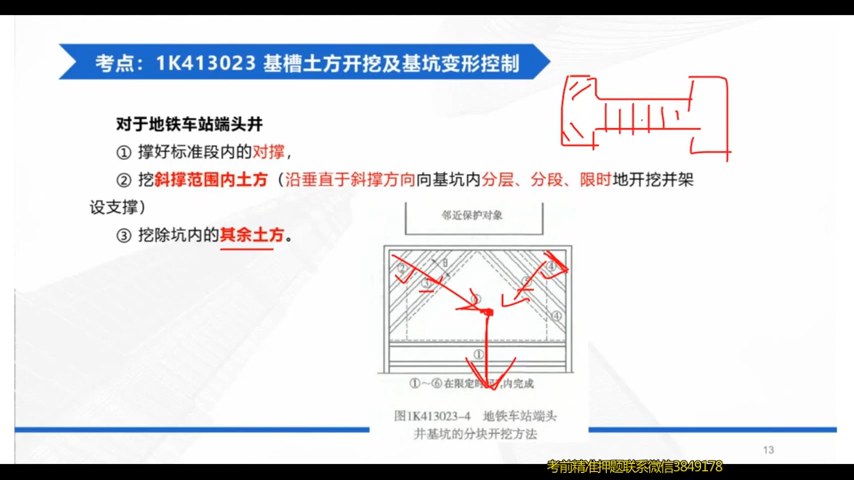 考点：1K413023 基槽土方开挖及基坑变形控制
对于地铁车站端头井
① 撑好标准段内的对撑，
② 挖斜撑范围内土方（沿垂直于斜撑方向向基坑内分层、分段、限时地开挖并架
设支撑）
③ 挖除坑内的其余土方。
邻近保护对象
②
B
④
③
⑥
④
①
①～⑥在限定时间内完成
图1K413023-4 地铁车站端头
井基坑的分块开挖方法
13
考前精准押题联系微信3849178